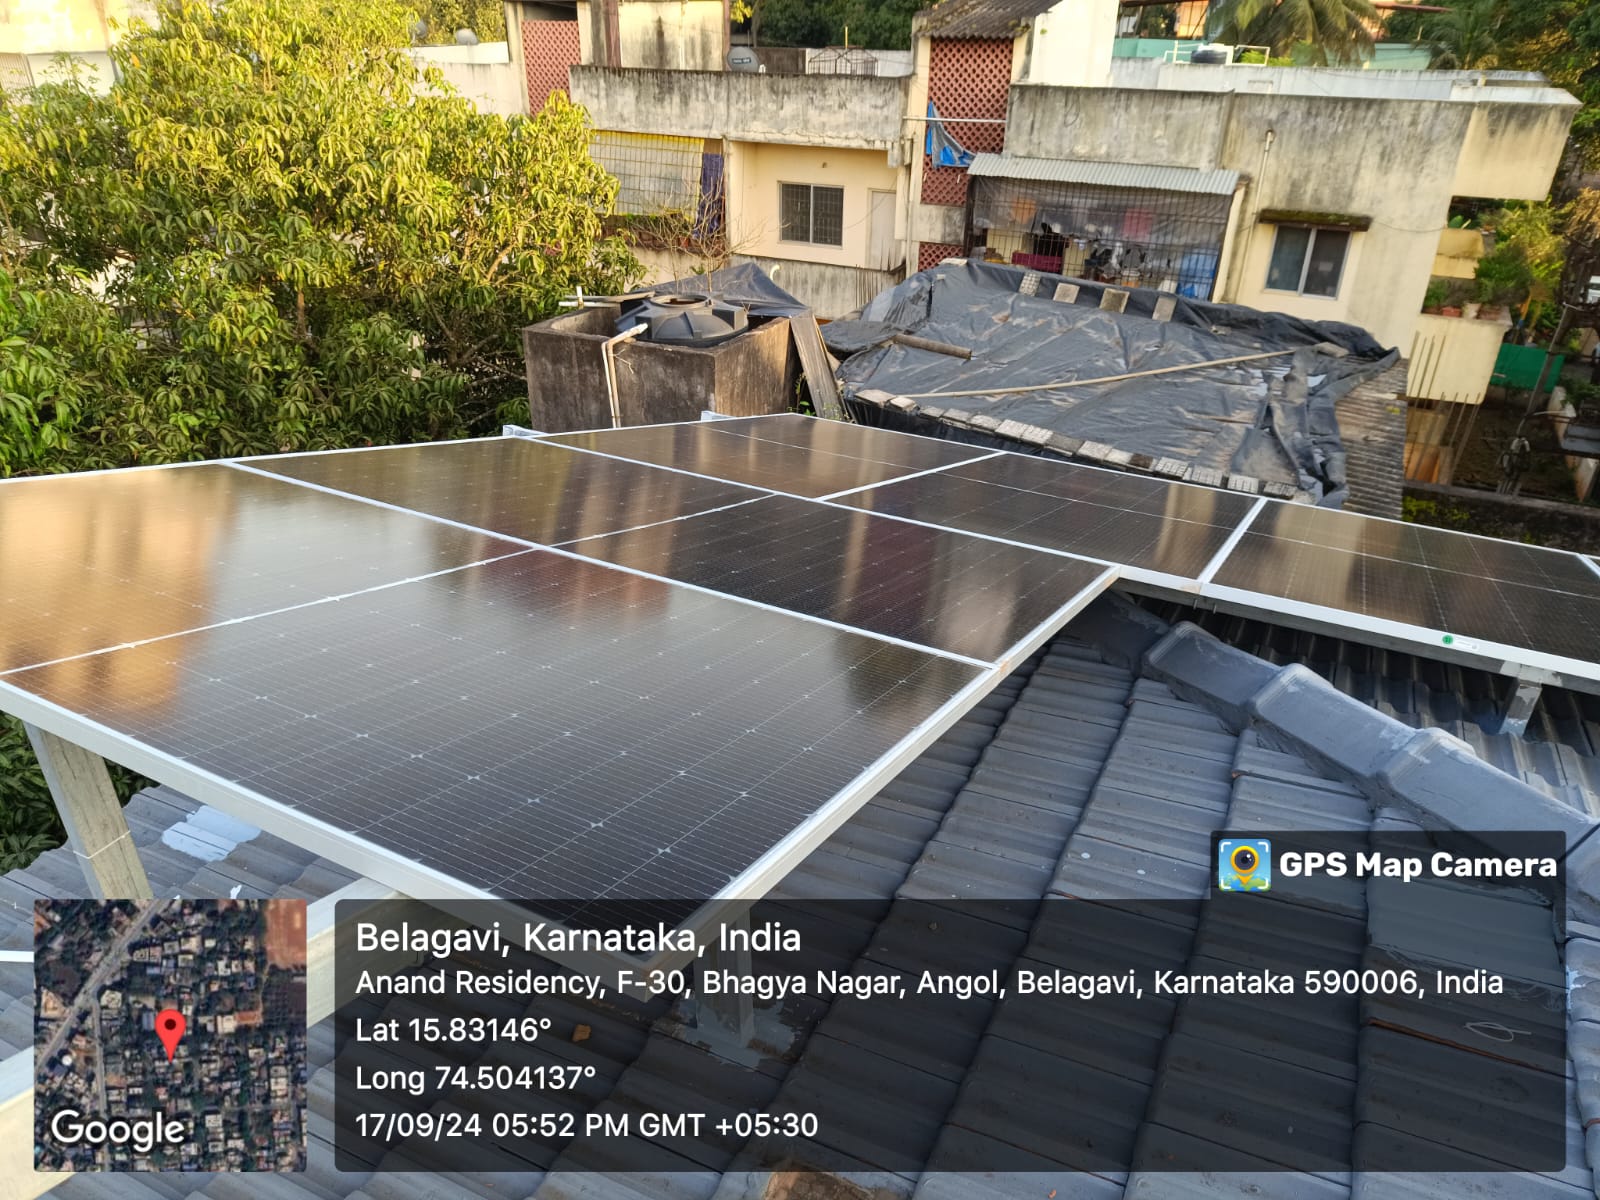 GPS Map Camera
Belagavi, Karnataka, India
Anand Residency, F-30, Bhagya Nagar, Angol, Belagavi, Karnataka 590006, India
Lat 15.83146°
Long 74.504137°
17/09/24 05:52 PM GMT +05:30
Google